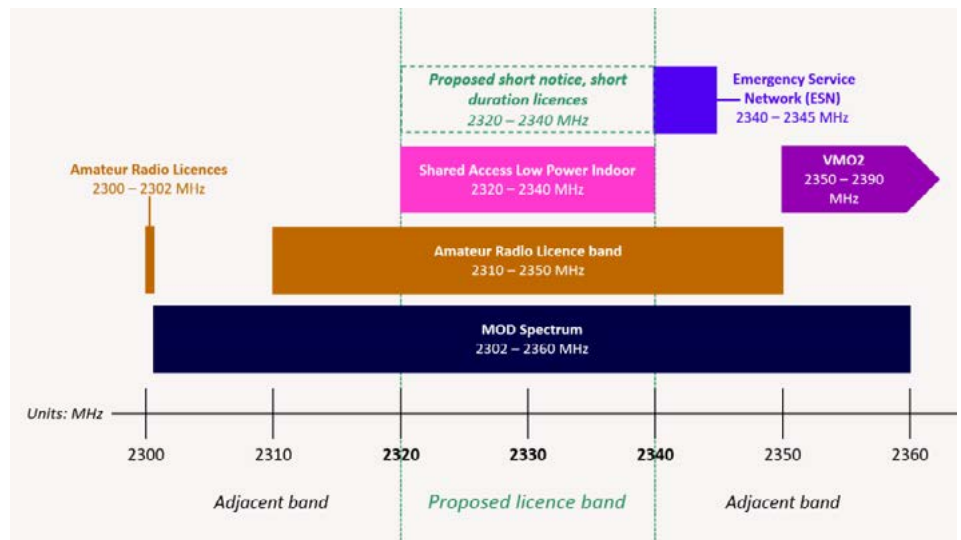 Proposed short notice, short
duration licences
2320 – 2340 MHz
Emergency Service
Network (ESN)
2340 – 2345 MHz
Amateur Radio Licences
2300 – 2302 MHz
Shared Access Low Power Indoor
2320 – 2340 MHz
VMO2
2350 – 2390
MHz
Amateur Radio Licence band
2310 – 2350 MHz
MOD Spectrum
2302 – 2360 MHz
Units: MHz
2300 2310 2320 2330 2340 2350 2360
Adjacent band Proposed licence band Adjacent band